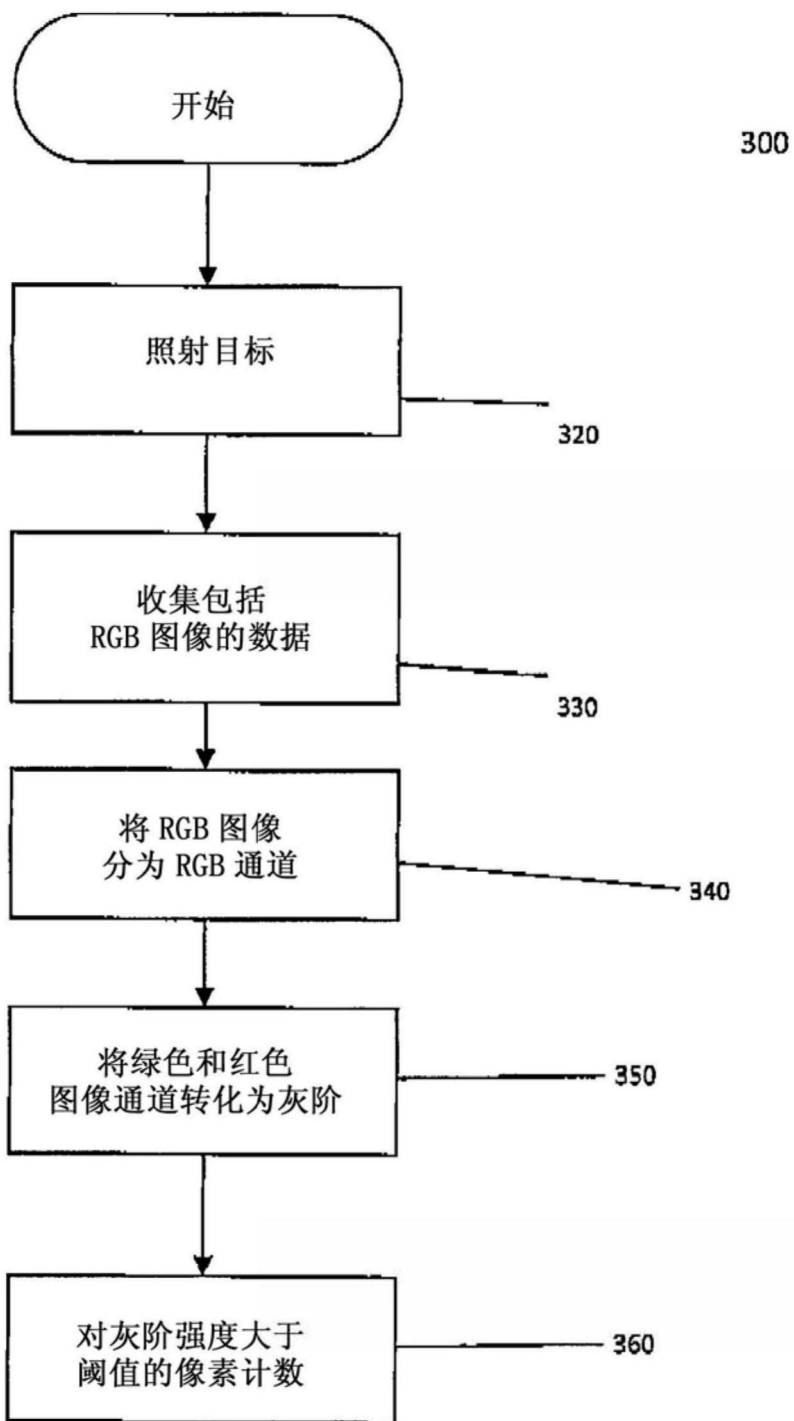 开始
300
照射目标
320
收集包括
RGB 图像的数据
330
将 RGB 图像
分为 RGB 通道
340
将绿色和红色
图像通道转化为灰阶
350
对灰阶强度大于
阈值的像素计数
360